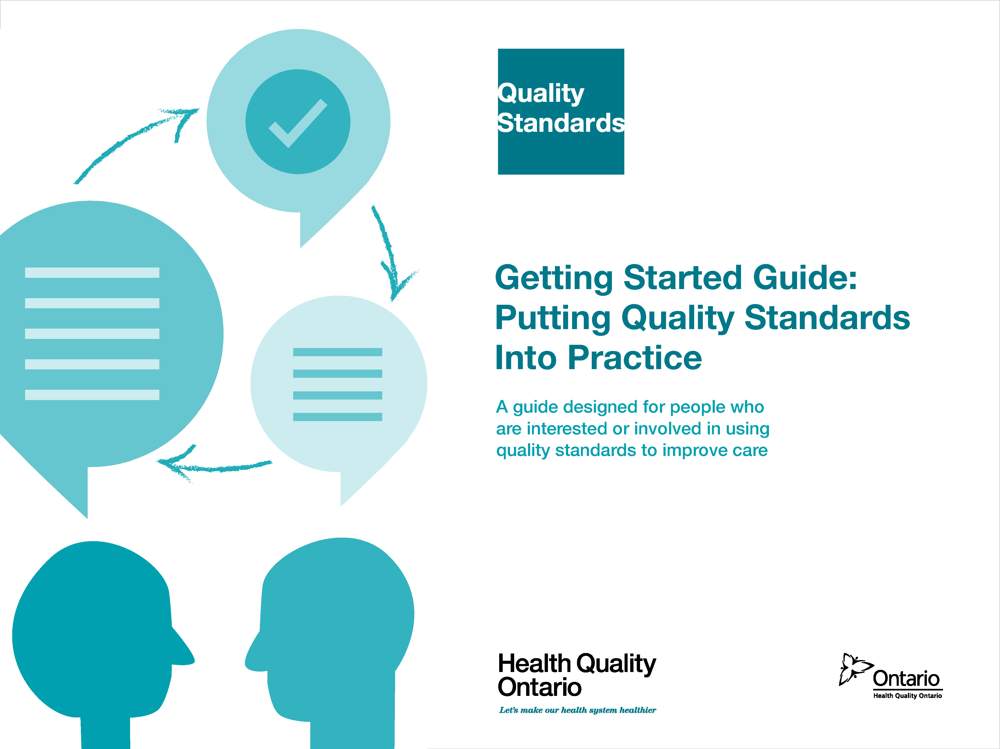 Quality
Standards
Getting Started Guide:
Putting Quality Standards
Into Practice
A guide designed for people who
are interested or involved in using
quality standards to improve care
Health Quality
Ontario
Let's make our health system healthier
Ontario
Health Quality Ontario